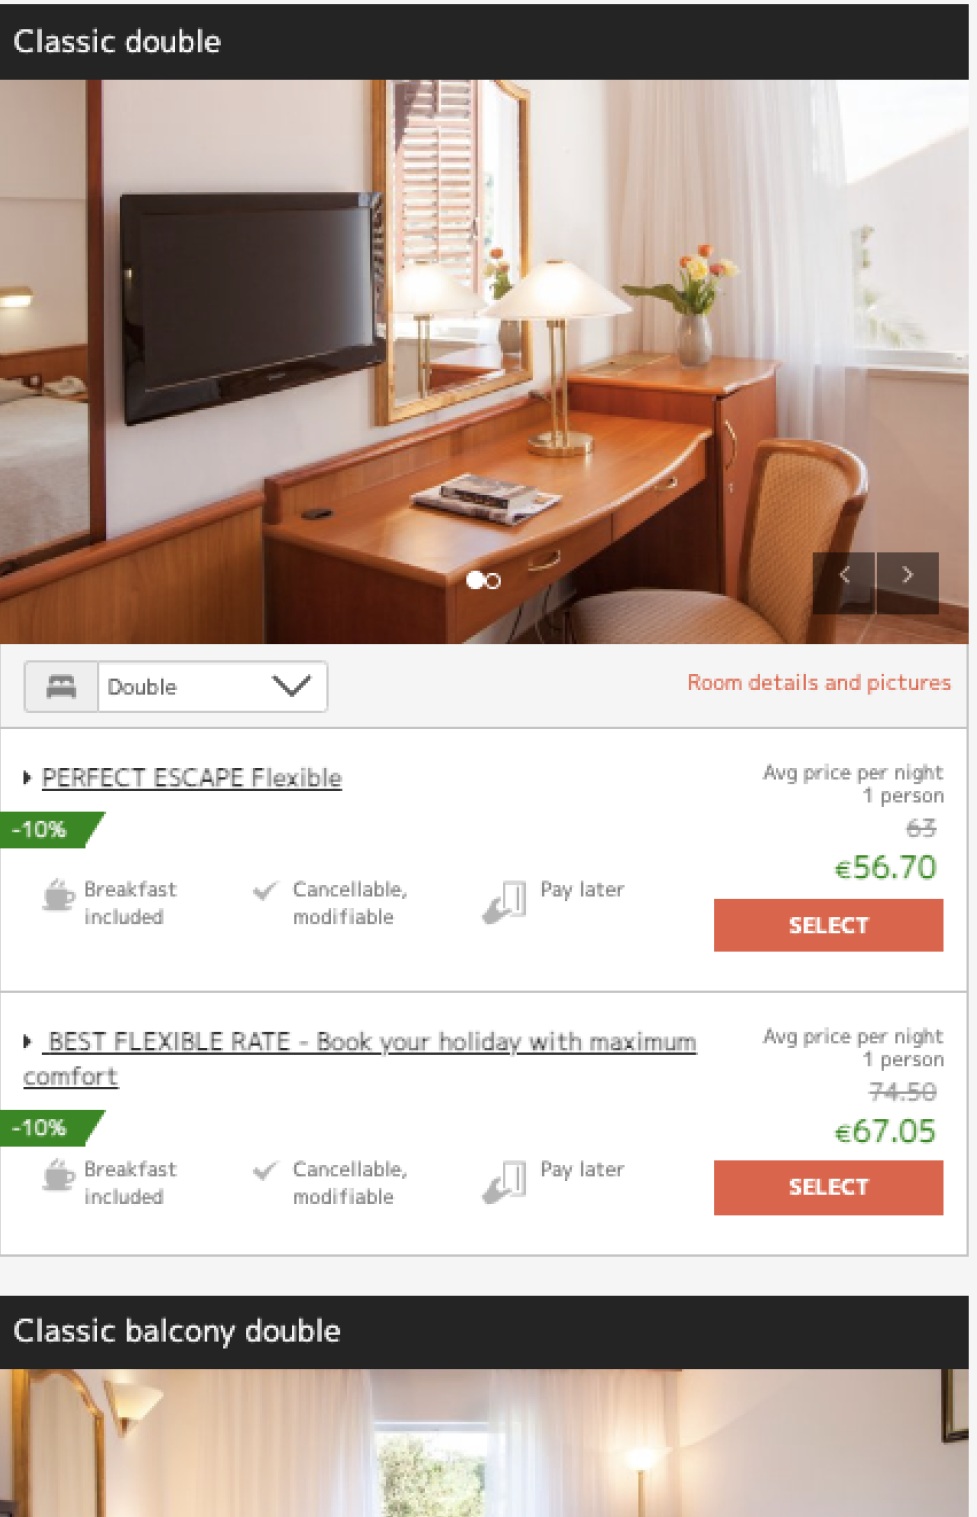 Classic double
Double
Room details and pictures
PERFECT ESCAPE Flexible
-10%
Avg price per night
1 person
63
€56.70
Breakfast
included
Cancellable,
modifiable
Pay later
SELECT
BEST FLEXIBLE RATE - Book your holiday with maximum
comfort
-10%
Avg price per night
1 person
74.50
€67.05
Breakfast
included
Cancellable,
modifiable
Pay later
SELECT
Classic balcony double